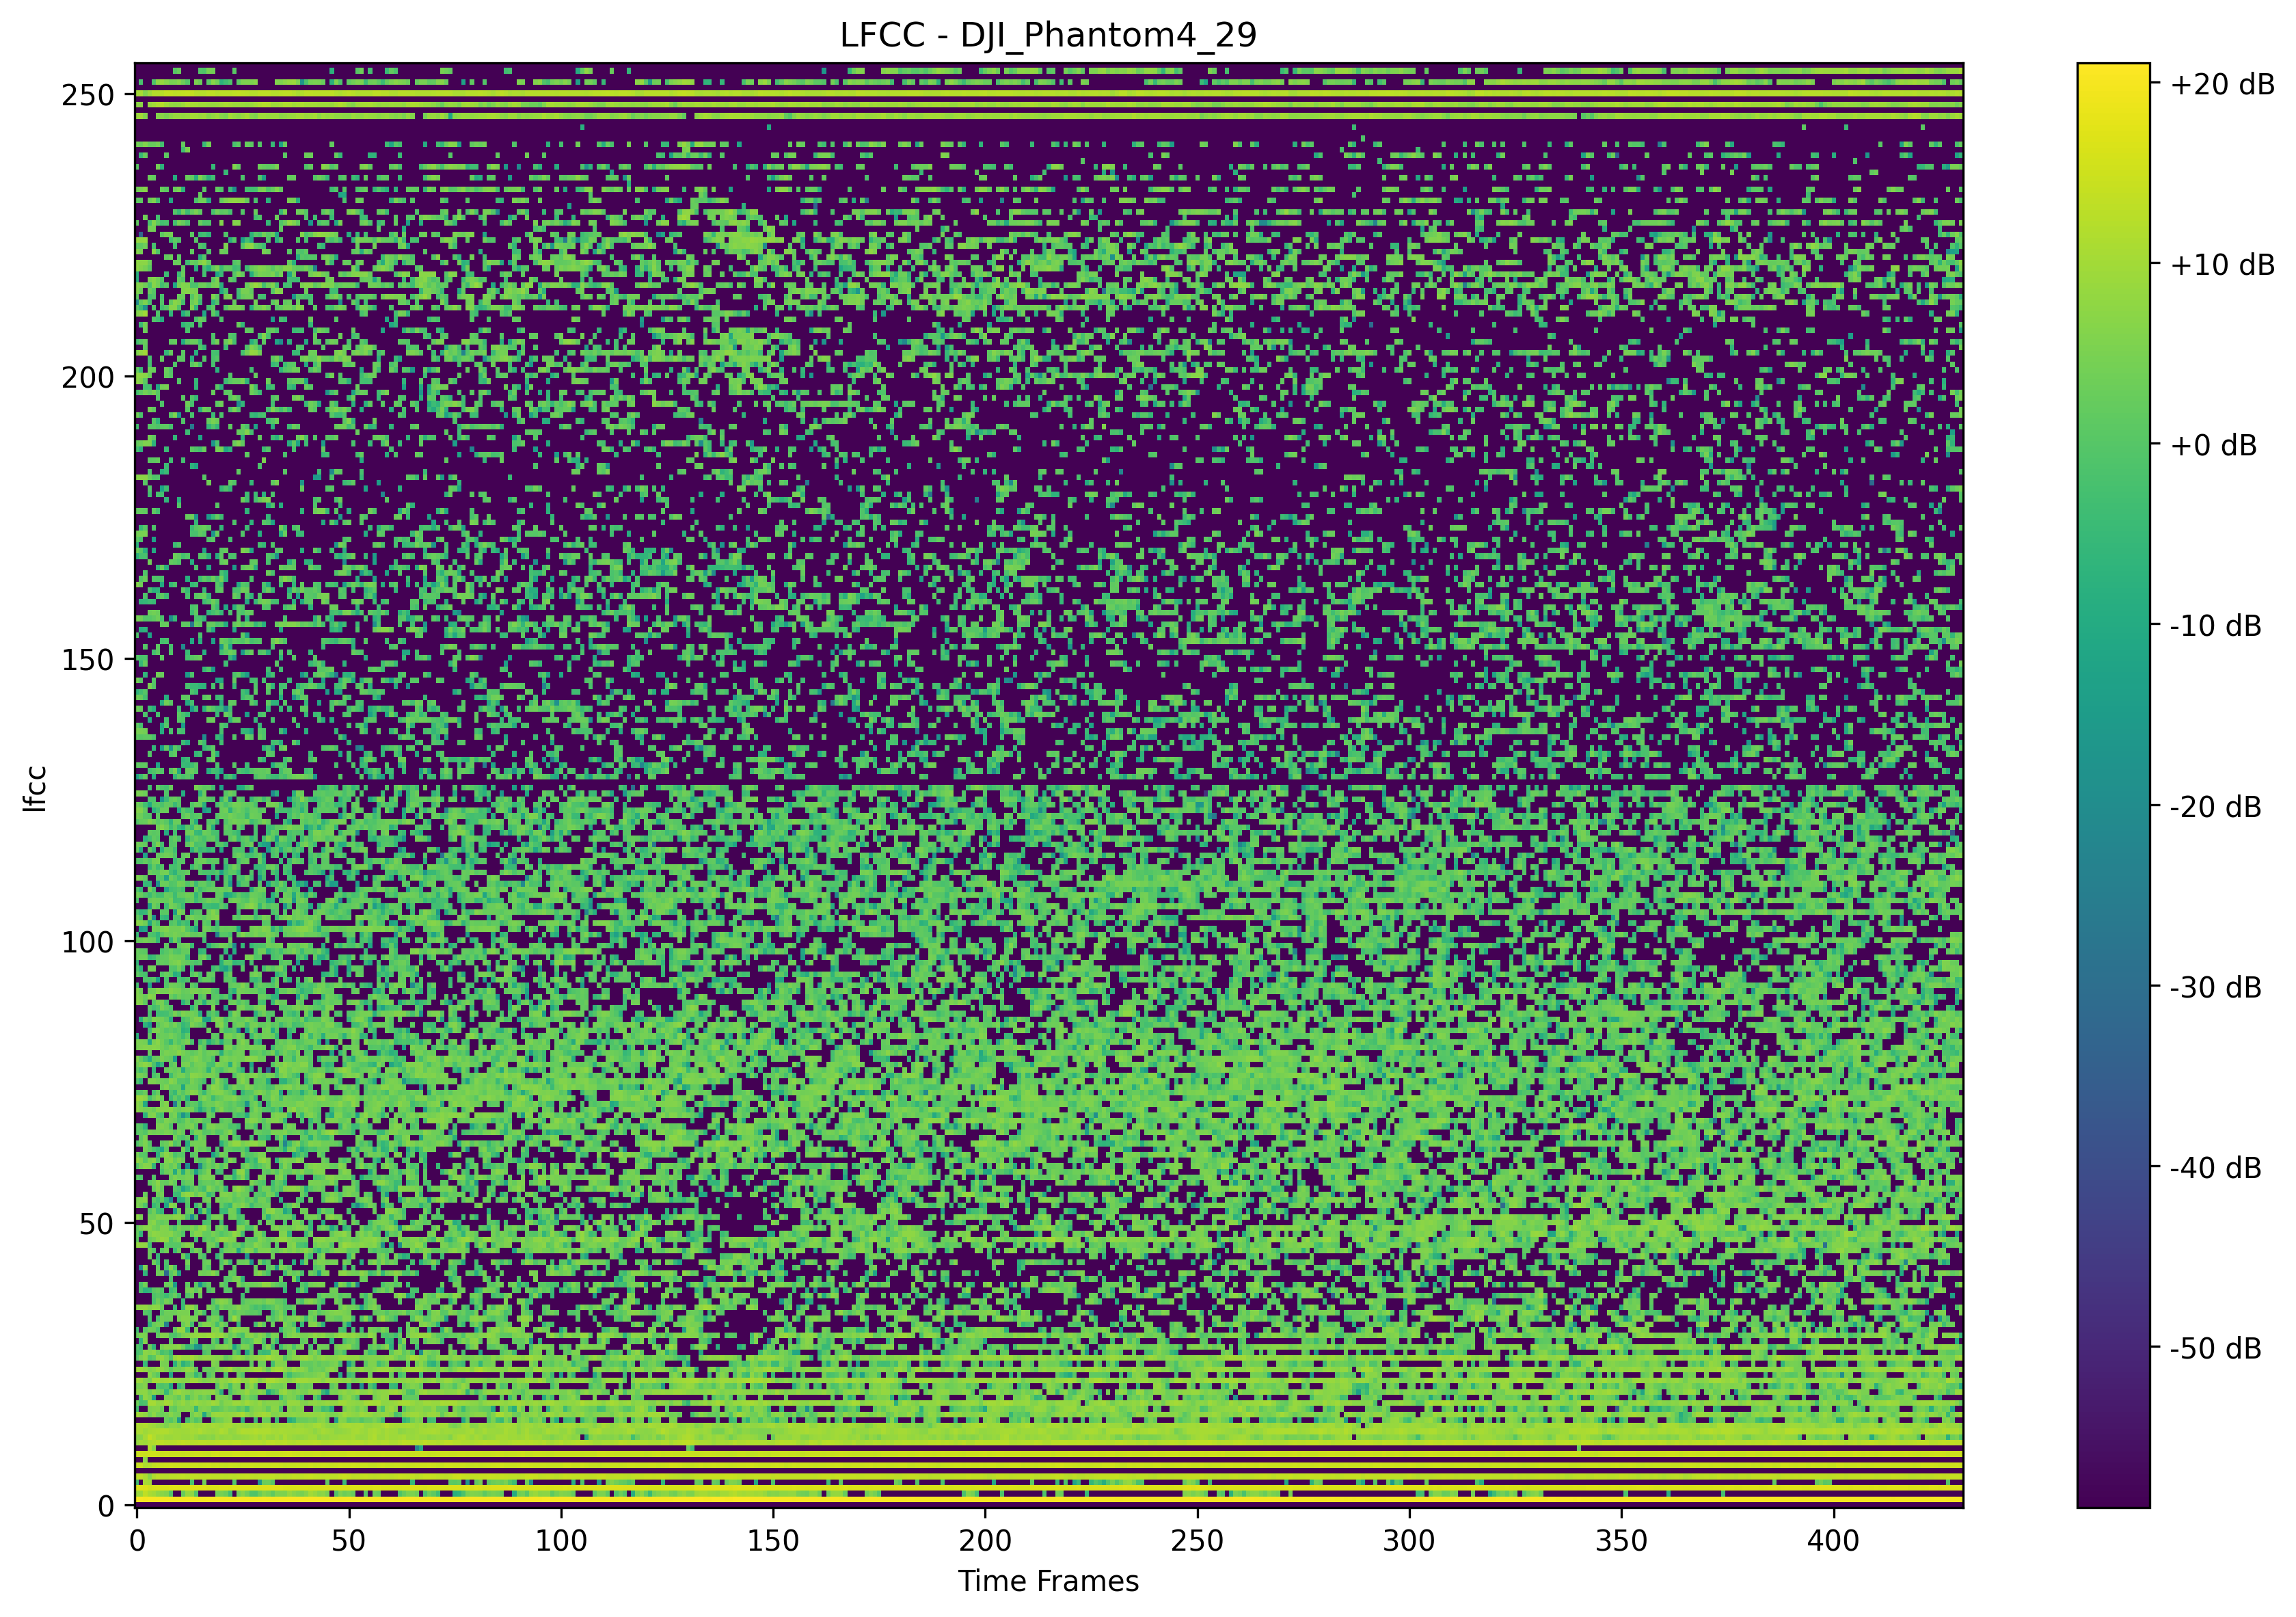 LFCC - DJI_Phantom4_29
250
200
150
100
50
0
lfcc
0 50 100 150 200 250 300 350 400
Time Frames
+20 dB
+10 dB
+0 dB
-10 dB
-20 dB
-30 dB
-40 dB
-50 dB